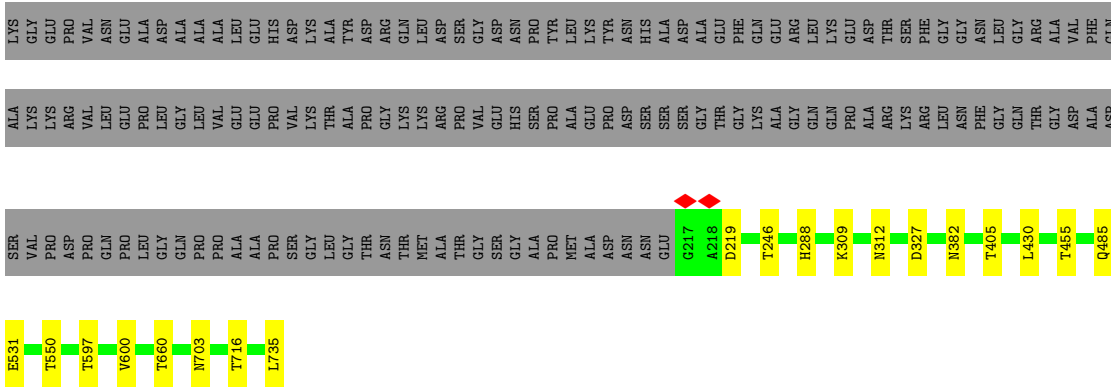 LYS GLY GLU PRO VAL ASN GLU ALA ASP ALA ALA ALA LEU GLU HIS ASP LYS ALA TYR ASP ARG GLN LEU ASP SER GLY ASP ASN PRO TYR LEU LYS TYR ASN HIS ALA ASP ALA GLU PHE GLN GLU ARG LEU LYS GLU ASP THR SER PHE GLY GLY ASN LEU GLY ARG ALA VAL PHE GLN
ALA LYS LYS ARG VAL LEU GLU PRO LEU GLY LEU VAL GLU GLU PRO VAL LYS THR ALA PRO GLY LYS LYS ARG PRO VAL GLU HIS SER PRO ALA GLU PRO ASP SER SER SER GLY THR GLY LYS ALA GLY GLN GLN PRO ALA ARG LYS ARG LEU ASN PHE GLY GLN THR GLY ASP ALA ASP
SER VAL PRO ASP PRO GLN PRO LEU GLY GLN PRO PRO ALA ALA PRO SER GLY LEU GLY THR ASN THR MET ALA THR GLY SER GLY ALA PRO MET ALA ASP ASN ASN GLU G217 A218 D219 T246 H288 K309 N312 D327 N382 T405 L430 T455 Q485
E531 T550 T597 V600 T660 N703 T716 L735